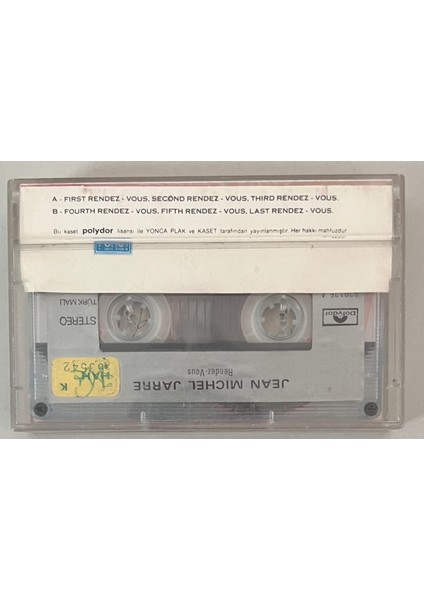 A - FIRST RENDEZ - VOUS, SECOND RENDEZ - VOUS, THIRD RENDEZ - VOUS.
B - FOURTH RENDEZ - VOUS, FIFTH RENDEZ - VOUS, LAST RENDEZ - VOUS.
Bu kaset polydor lisansı ile YONCA PLAK ve KASET tarafından yayınlanmıştır. Her hakkı mahfuzdur
Polydor
STEREO
TÜRK MALI
JEAN MICHEL JARRE
Rendez-Vous
K